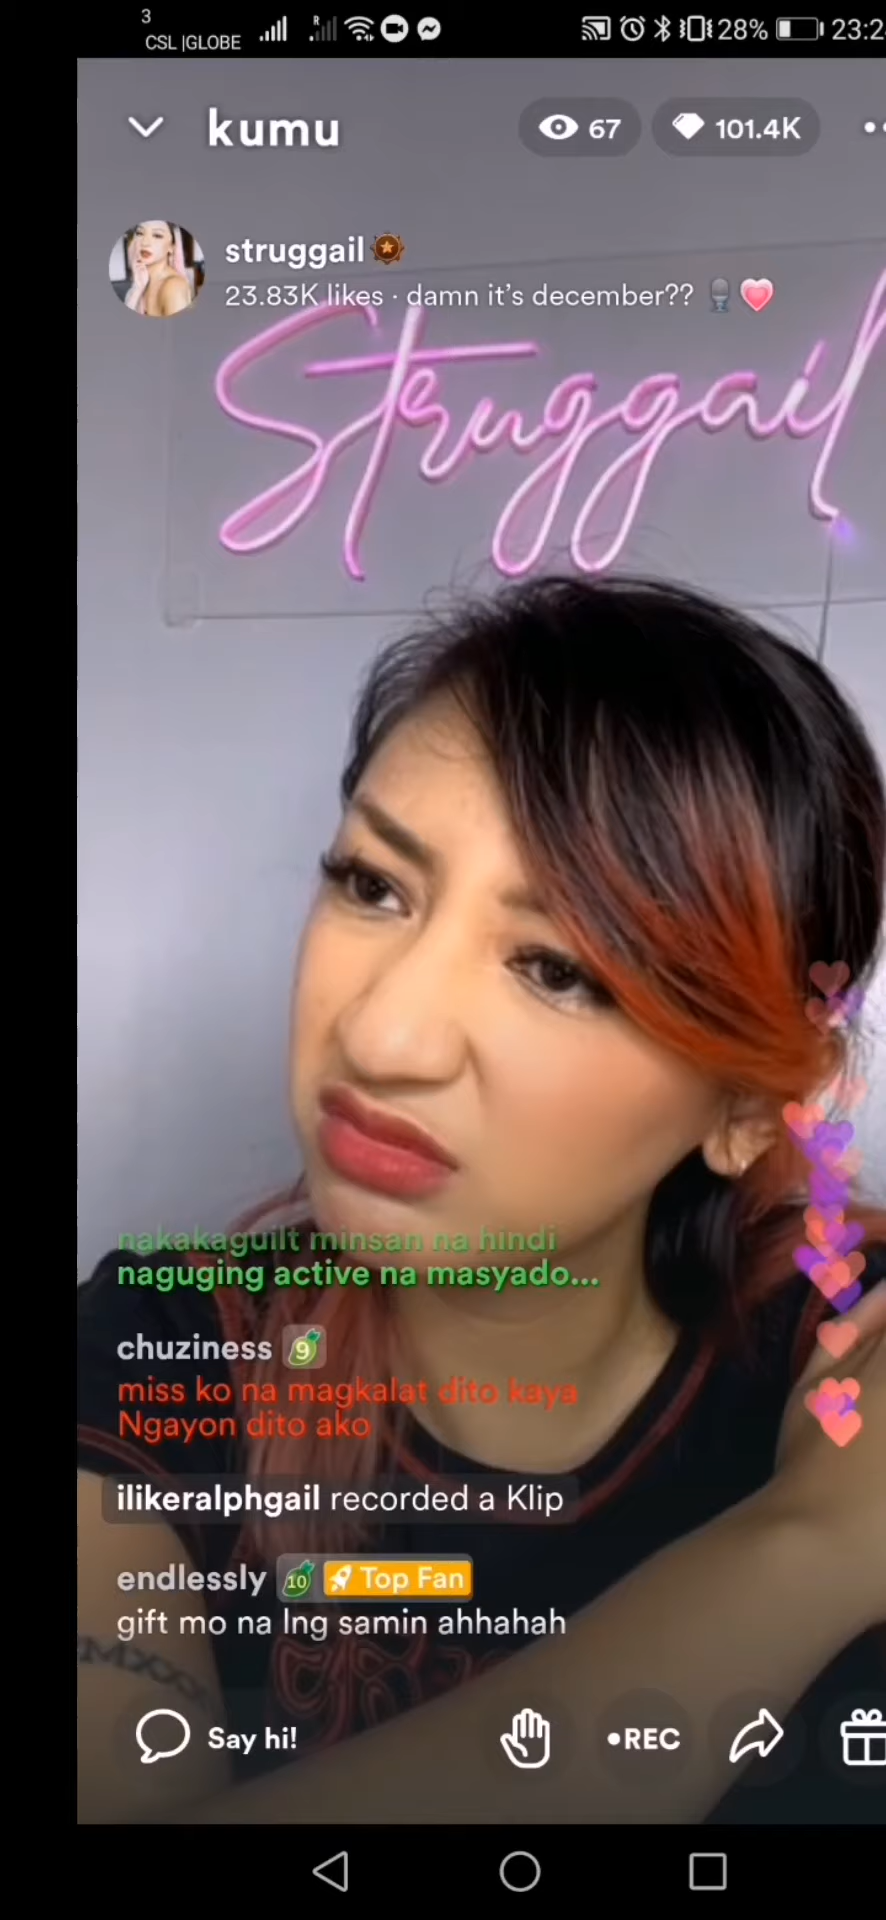 3
CSL |GLOBE
R
28%
kumu
67
101.4K
struggail
23.83K likes · damn it's december??
Struggail
nakakaguilt minsan na hindi
naguging active na masyado...
chuziness 9
miss ko na magkalat dito kaya
Ngayon dito ako
ilikeralphgail recorded a Klip
endlessly 10 Top Fan
gift mo na lng samin ahhahah
Say hi!
•REC